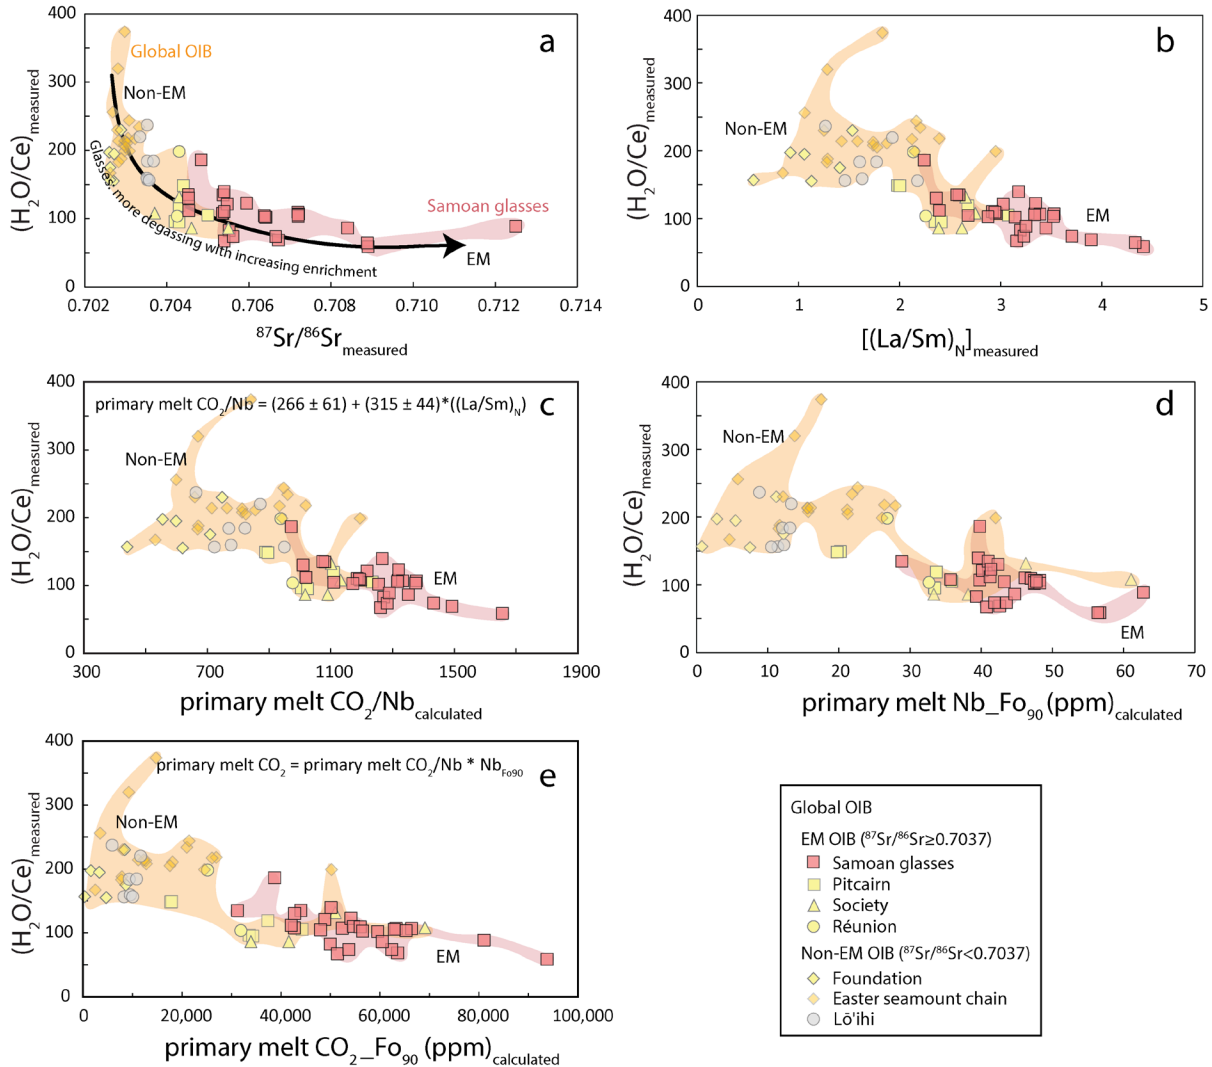 a
400
300
200
100
0
(H2O/Ce)measured
Global OIB
Non-EM
Glasses: more degassing with increasing enrichment
Samoan glasses
EM
0.702 0.704 0.706 0.708 0.710 0.712 0.714
87Sr/86Sr measured
b
400
300
200
100
0
(H2O/Ce)measured
Non-EM
EM
0 1 2 3 4 5
[(La/Sm)N]measured
c
400
300
200
100
0
(H2O/Ce)measured
primary melt CO2/Nb = (266 ± 61) + (315 ± 44)*((La/Sm)N)
Non-EM
EM
300 700 1100 1500 1900
primary melt CO2/Nbcalculated
d
400
300
200
100
0
(H2O/Ce)measured
Non-EM
EM
0 10 20 30 40 50 60 70
primary melt Nb_Fo90 (ppm)calculated
e
400
300
200
100
0
(H2O/Ce)measured
primary melt CO2 = primary melt CO2/Nb * NbFo90
Non-EM
EM
0 20,000 40,000 60,000 80,000 100,000
primary melt CO2_Fo90 (ppm)calculated
Global OIB
EM OIB (87Sr/86Sr≥0.7037)
Samoan glasses
Pitcairn
Society
Réunion
Non-EM OIB (87Sr/86Sr<0.7037)
Foundation
Easter seamount chain
Lō'ihi